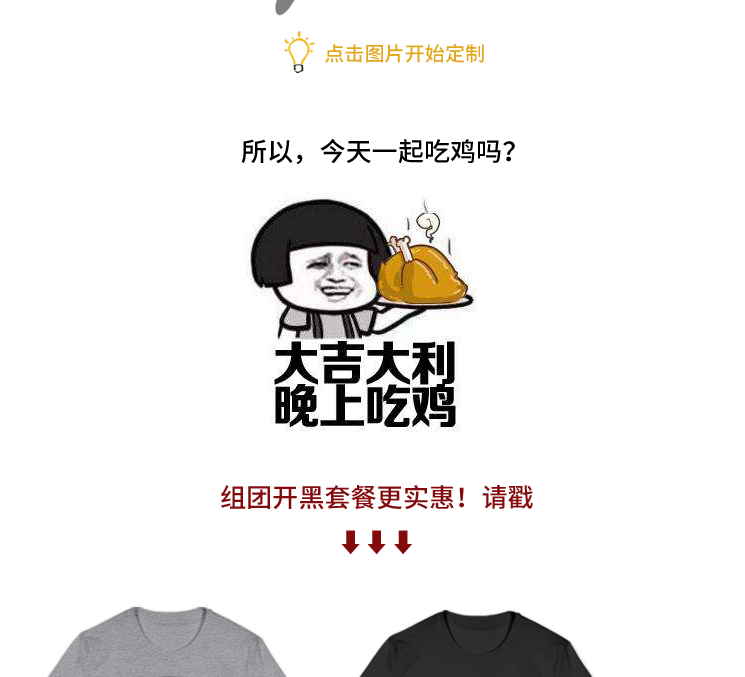 点击图片开始定制
所以，今天一起吃鸡吗？
大吉大利
晚上吃鸡
组团开黑套餐更实惠！请戳